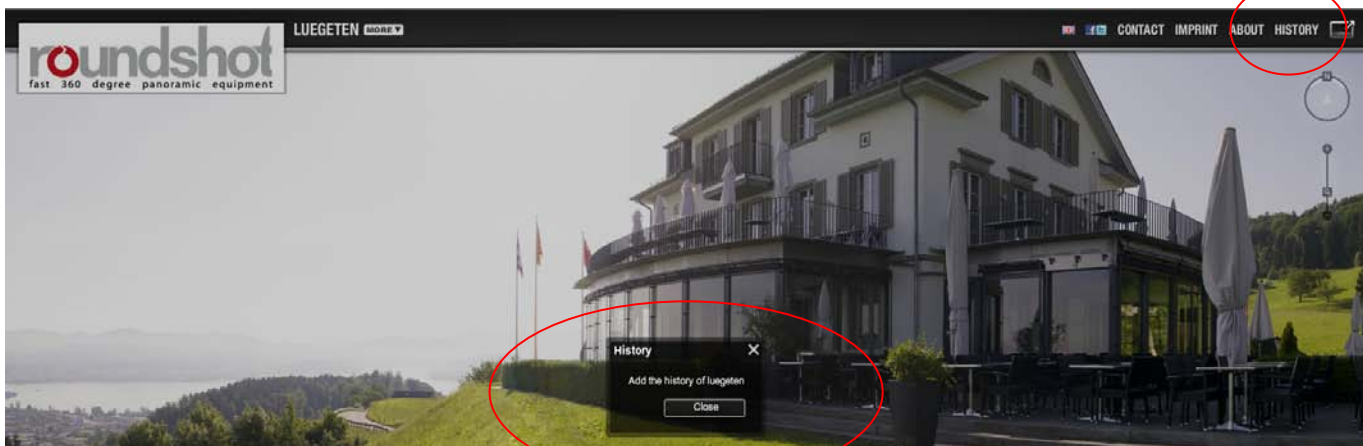 LUEGETEN MORE ▼
CONTACT IMPRINT ABOUT HISTORY
roundshot
fast 360 degree panoramic equipment
N
History
Add the history of luegeten
Close